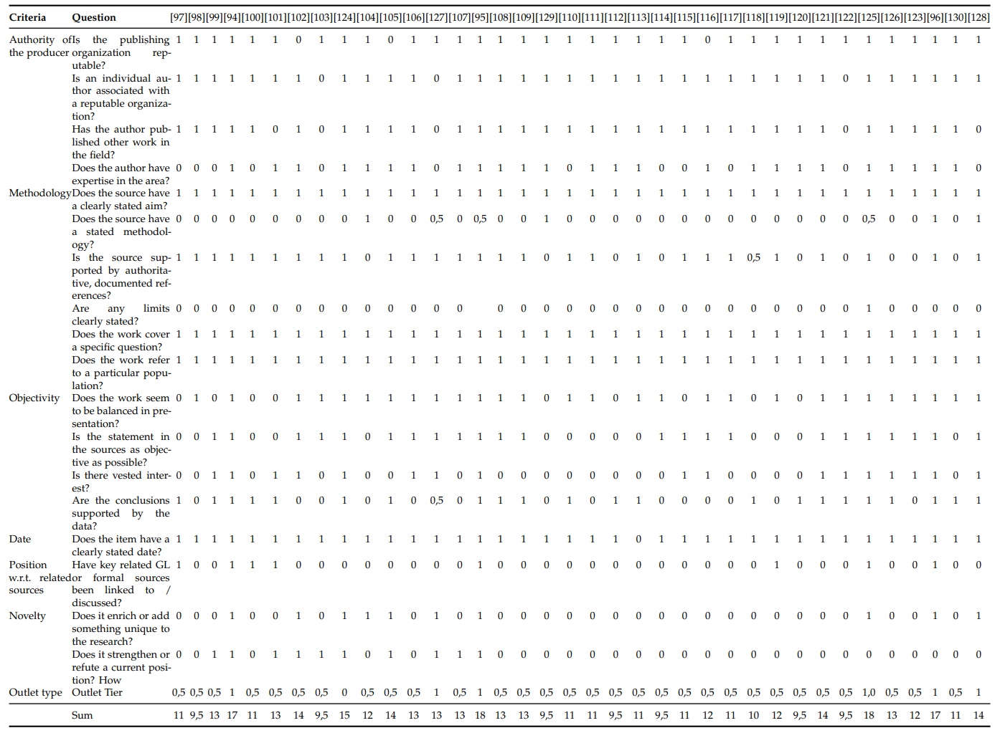 Criteria Question [97][98][99][94][100][101][102][103][124][104][105][106][127][107][95][108][109][129][110][111][112][113][114][115][116][117][118][119][120][121][122][125][126][123][96][130][128]
Authority of Is the publishing 1 1 1 1 1 1 0 1 1 1 0 1 1 1 1 1 1 1 1 1 1 1 1 1 0 1 1 1 1 1 1 1 1 1 1 1 1
the producer organization rep-
utable?
Is an individual au- 1 1 1 1 1 1 1 0 1 1 1 1 0 1 1 1 1 1 1 1 1 1 1 1 1 1 1 1 1 1 0 1 1 1 1 1 1
thor associated with
a reputable organiza-
tion?
Has the author pub- 1 1 1 1 1 0 1 0 1 1 1 1 0 1 1 1 1 1 1 1 1 1 1 1 1 1 1 1 1 1 0 1 1 1 1 1 0
lished other work in
the field?
Does the author have 0 0 0 1 0 1 1 0 1 1 1 1 0 1 1 1 1 1 0 1 1 1 0 0 1 0 1 1 1 1 0 1 1 1 1 1 0
expertise in the area?
Methodology Does the source have 1 1 1 1 1 1 1 1 1 1 1 1 1 1 1 1 1 1 1 1 1 1 1 1 1 1 1 1 1 1 1 1 1 1 1 1 1
a clearly stated aim?
Does the source have 0 0 0 0 0 0 0 0 0 1 0 0 0,5 0 0,5 0 0 1 0 0 0 0 0 0 0 0 0 0 0 0 0 0,5 0 0 1 0 1
a stated methodol-
ogy?
Is the source sup- 1 1 1 1 1 1 1 1 1 0 1 1 1 1 1 1 1 0 1 1 0 1 0 1 1 1 0,5 1 0 1 0 1 0 0 1 0 1
ported by authorita-
tive, documented ref-
erences?
Are any limits 0 0 0 0 0 0 0 0 0 0 0 0 0 0 0 0 0 0 0 0 0 0 0 0 0 0 0 0 0 0 1 0 0 0 0 0
clearly stated?
Does the work cover 1 1 1 1 1 1 1 1 1 1 1 1 1 1 1 1 1 1 1 1 1 1 1 1 1 1 1 1 1 1 1 1 1 1 1 1 1
a specific question?
Does the work refer 1 1 1 1 1 1 1 1 1 1 1 1 1 1 1 1 1 1 1 1 1 1 1 1 1 1 1 1 1 1 1 1 1 1 1 1 1
to a particular popu-
lation?
Objectivity Does the work seem 0 1 0 1 0 0 1 1 1 1 1 1 1 1 1 1 1 0 1 1 0 1 1 0 1 1 0 1 0 1 1 1 1 1 1 1 1
to be balanced in pre-
sentation?
Is the statement in 0 0 1 1 0 0 1 1 1 0 1 1 1 1 1 1 1 0 0 0 0 0 1 1 1 1 0 0 0 1 1 1 1 1 1 0 1
the sources as objec-
tive as possible?
Is there vested inter- 0 0 1 1 0 1 1 0 1 0 0 1 1 0 1 0 0 0 0 0 0 0 0 1 1 0 0 0 0 1 1 1 1 1 1 0 1
est?
Are the conclusions 1 0 1 1 1 1 0 0 1 0 1 0 0,5 0 1 1 1 0 1 0 1 1 0 0 0 0 1 0 1 1 1 1 1 0 1 1 1
supported by the
data?
Date Does the item have a 1 1 1 1 1 1 1 1 1 1 1 1 1 1 1 1 1 1 1 1 1 0 1 1 1 1 1 1 1 1 1 1 1 1 1 1 1
clearly stated date?
Position Have key related GL 1 0 0 1 1 1 0 0 0 0 0 0 0 0 1 0 0 0 0 0 0 0 0 0 0 0 0 1 0 0 0 1 0 0 1 0 0
w.r.t. related or formal sources
sources been linked to /
discussed?
Novelty Does it enrich or add 0 0 0 1 0 0 1 0 1 1 1 0 1 0 1 0 0 0 0 0 0 0 0 0 0 0 0 0 0 0 0 1 0 0 1 0 1
something unique to
the research?
Does it strengthen or 0 0 1 1 0 1 1 1 1 0 1 0 1 1 1 0 0 0 0 0 0 0 0 0 0 0 0 0 0 0 0 0 0 0 0 0 0
refute a current posi-
tion? How
Outlet type Outlet Tier 0,5 0,5 0,5 1 0,5 0,5 0,5 0,5 0 0,5 0,5 0,5 1 0,5 1 0,5 0,5 0,5 0,5 0,5 0,5 0,5 0,5 0,5 0,5 0,5 0,5 0,5 0,5 0,5 0,5 1,0 0,5 0,5 1 0,5 1
Sum 11 9,5 13 17 11 13 14 9,5 15 12 14 13 13 13 18 13 13 9,5 11 11 9,5 11 9,5 11 12 11 10 12 9,5 14 9,5 18 13 12 17 11 14